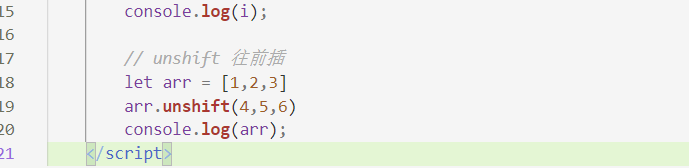 15 console.log(i);
16
17 // unshift 往前插
18 let arr = [1,2,3]
19 arr.unshift(4,5,6)
20 console.log(arr);
21 </script>